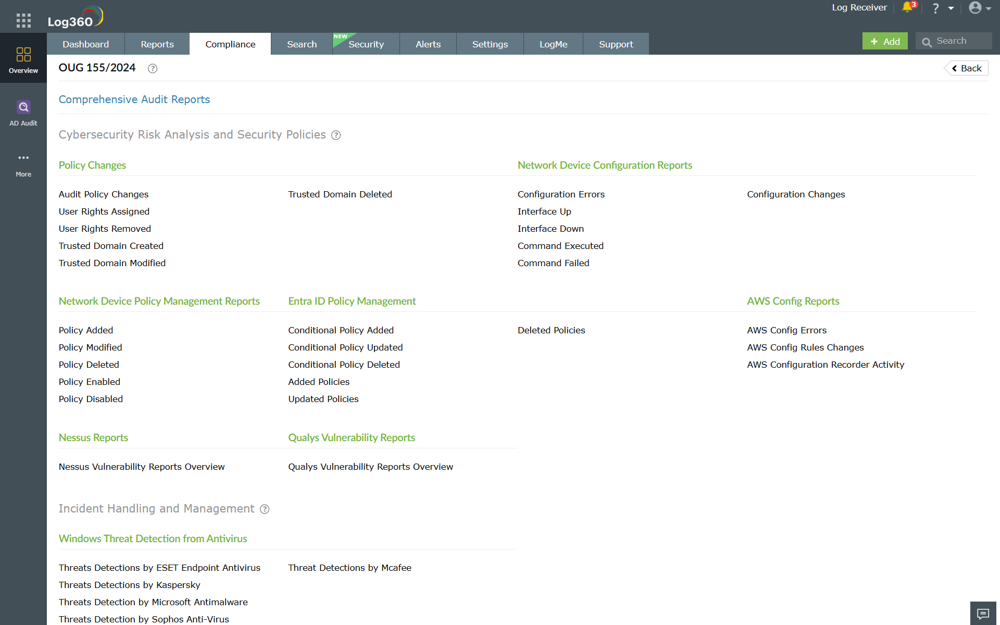 Log360
Log Receiver
3
?
Dashboard
Reports
Compliance
Search
NEW
Security
Alerts
Settings
LogMe
Support
+ Add
Search
Overview
AD Audit
More
OUG 155/2024 ?
Back
Comprehensive Audit Reports
Cybersecurity Risk Analysis and Security Policies ?
Policy Changes
Audit Policy Changes
User Rights Assigned
User Rights Removed
Trusted Domain Created
Trusted Domain Modified
Trusted Domain Deleted
Network Device Configuration Reports
Configuration Errors
Interface Up
Interface Down
Command Executed
Command Failed
Configuration Changes
Network Device Policy Management Reports
Policy Added
Policy Modified
Policy Deleted
Policy Enabled
Policy Disabled
Entra ID Policy Management
Conditional Policy Added
Conditional Policy Updated
Conditional Policy Deleted
Added Policies
Updated Policies
Deleted Policies
AWS Config Reports
AWS Config Errors
AWS Config Rules Changes
AWS Configuration Recorder Activity
Nessus Reports
Nessus Vulnerability Reports Overview
Qualys Vulnerability Reports
Qualys Vulnerability Reports Overview
Incident Handling and Management ?
Windows Threat Detection from Antivirus
Threats Detections by ESET Endpoint Antivirus
Threats Detections by Kaspersky
Threats Detection by Microsoft Antimalware
Threats Detection by Sophos Anti-Virus
Threat Detections by Mcafee